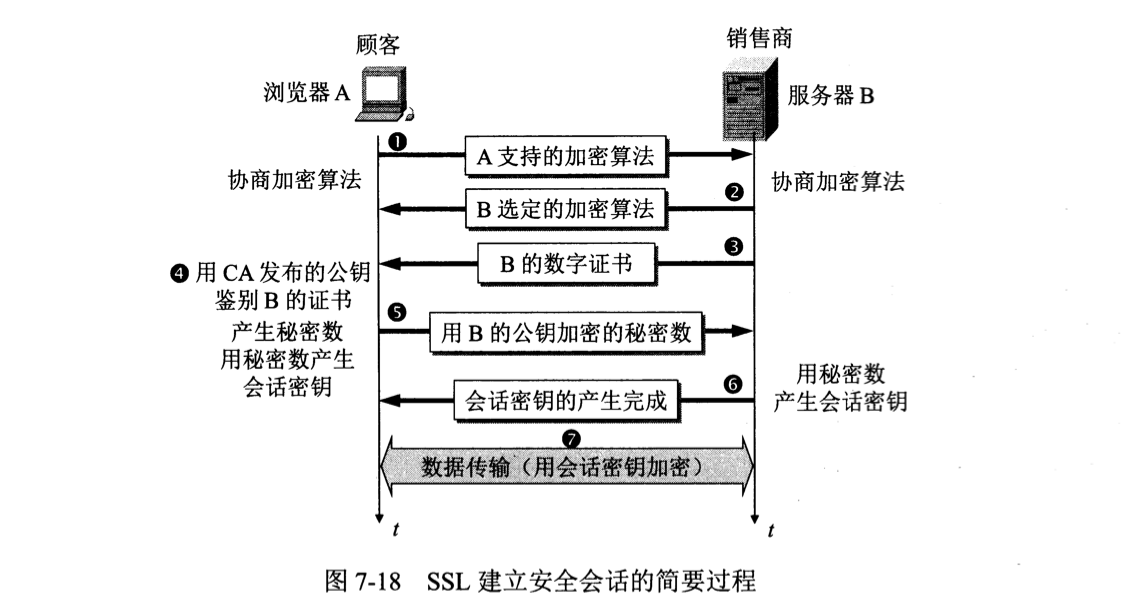 顾客
销售商
浏览器 A
服务器 B
❶
A 支持的加密算法
协商加密算法
协商加密算法
❷
B 选定的加密算法
❸
B 的数字证书
❹ 用 CA 发布的公钥
鉴别 B 的证书
产生秘密数
用秘密数产生
会话密钥
❺
用 B 的公钥加密的秘密数
❻
会话密钥的产生完成
用秘密数
产生会话密钥
❼
数据传输（用会话密钥加密）
t
t
图 7-18 SSL 建立安全会话的简要过程